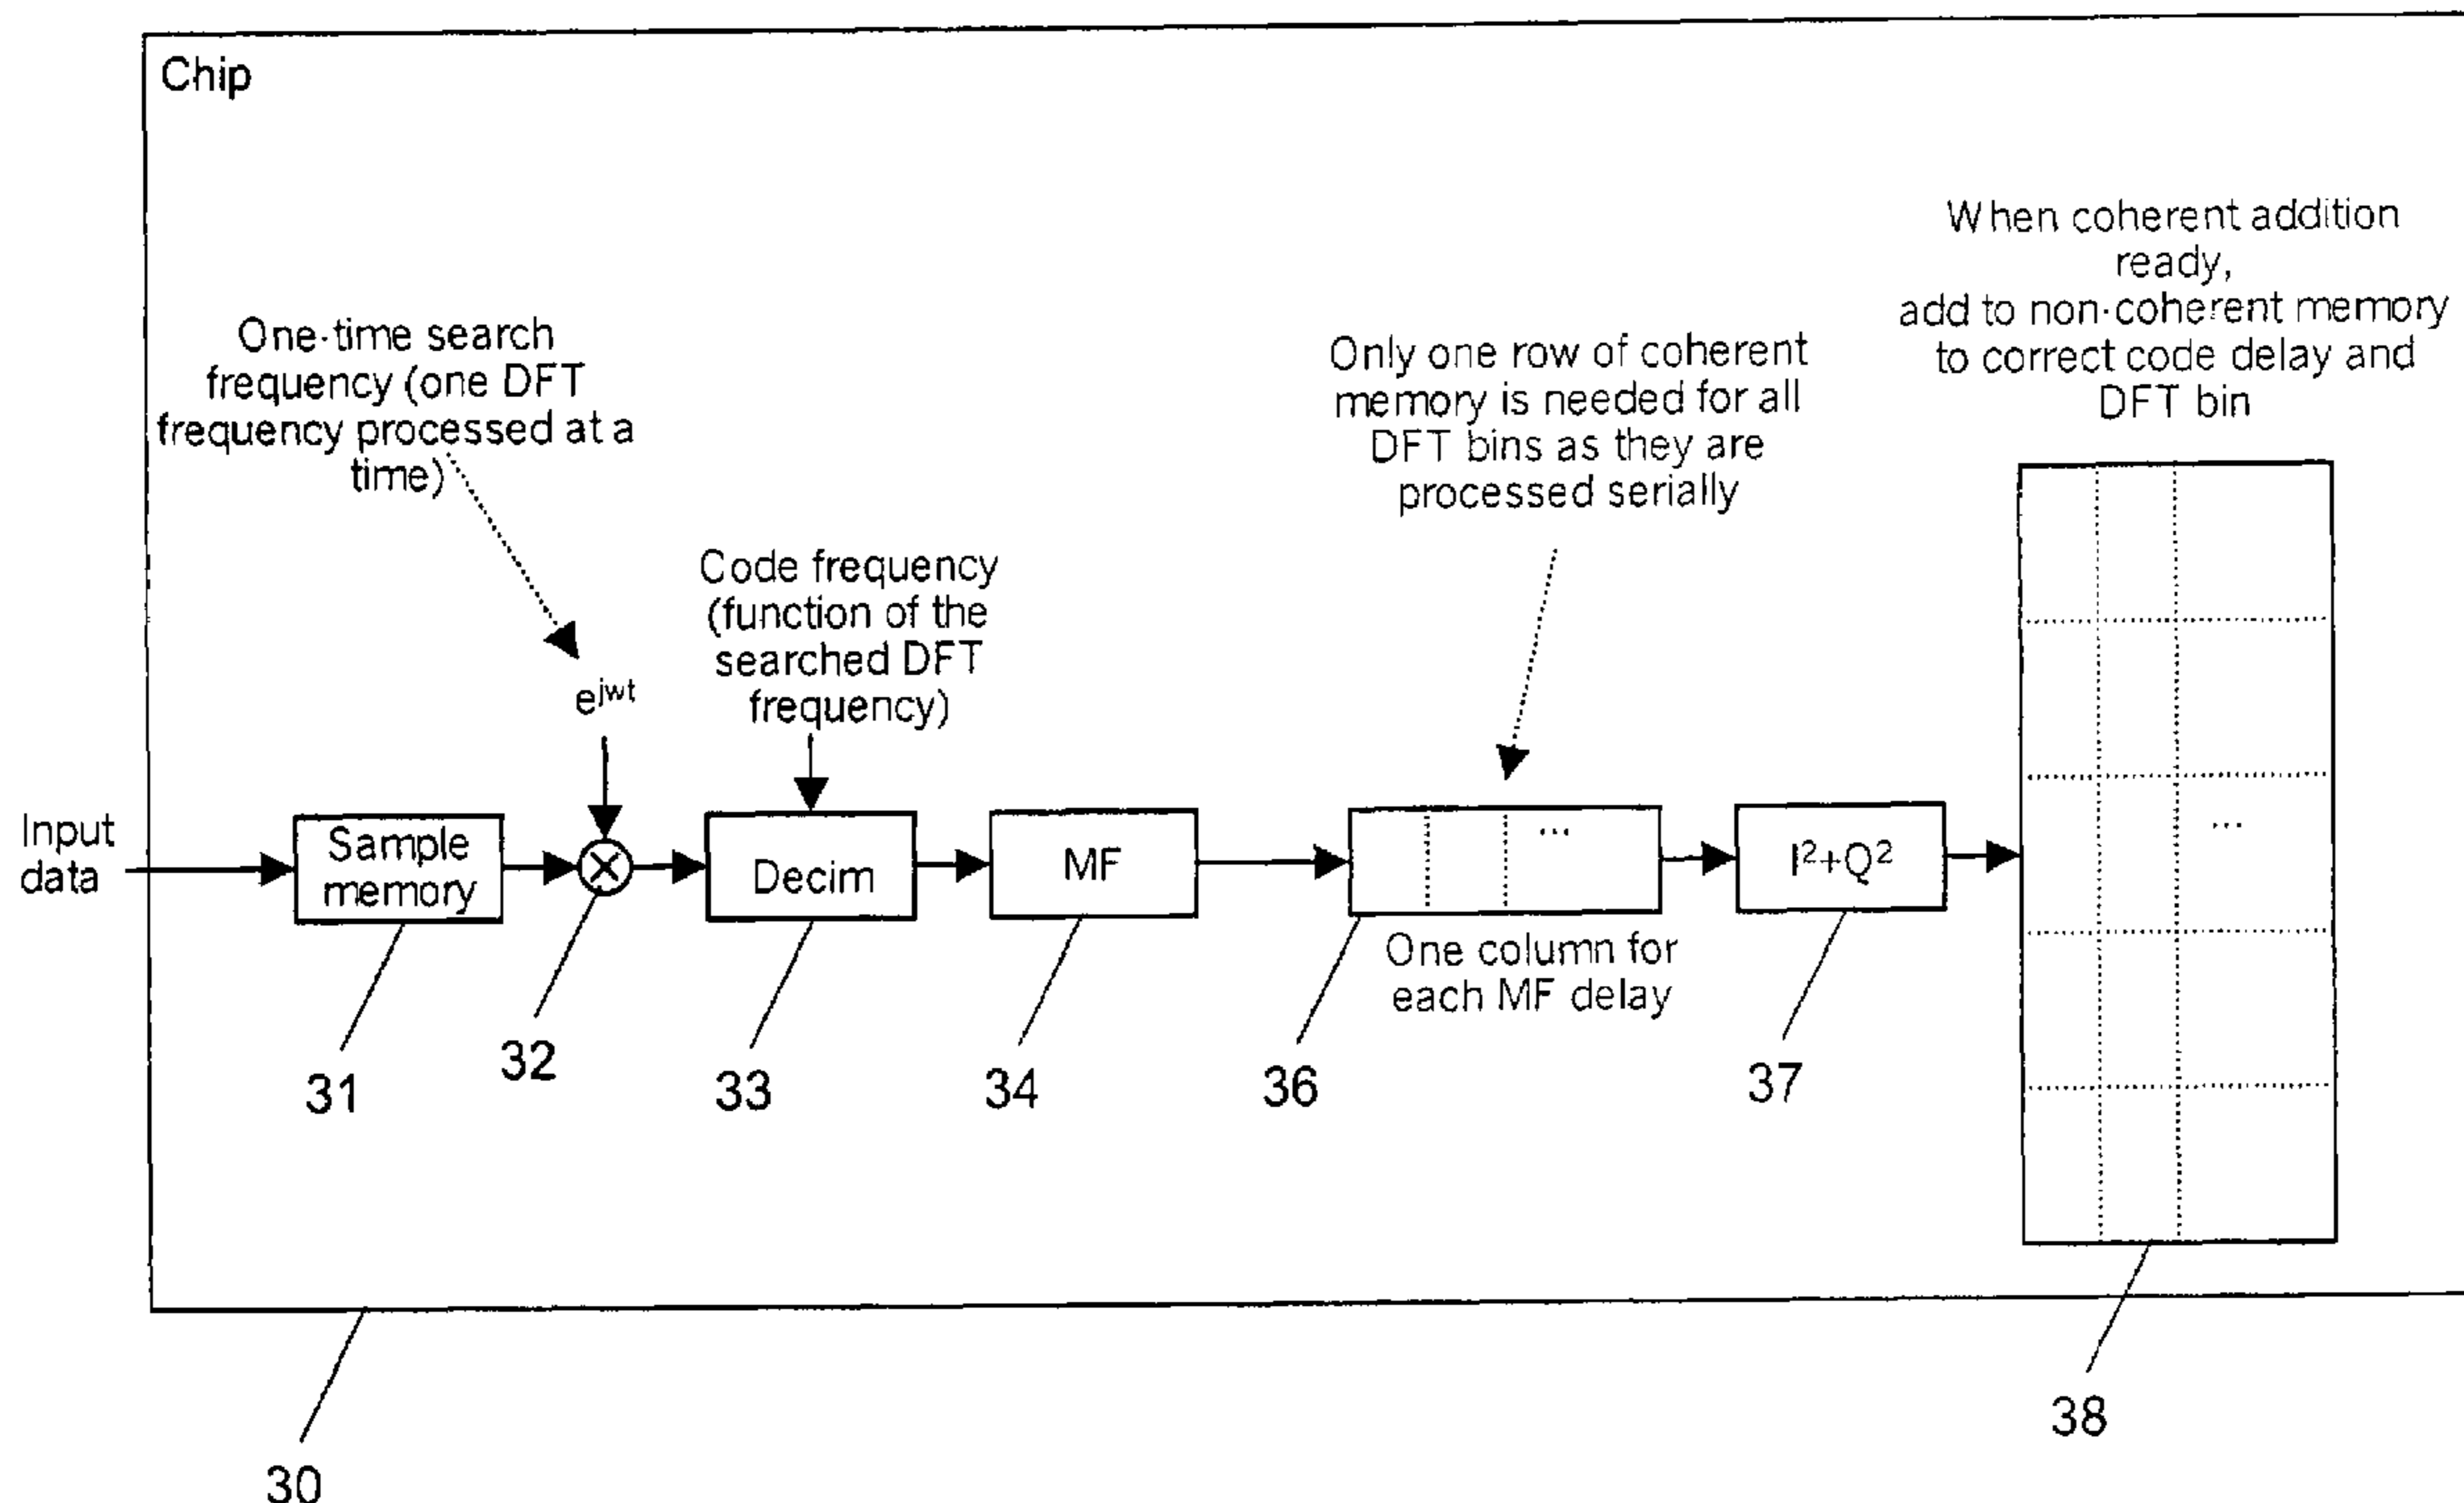 Chip
When coherent addition
ready,
add to non-coherent memory
to correct code delay and
DFT bin
One-time search
frequency (one DFT
frequency processed at a
time)
Only one row of coherent
memory is needed for all
DFT bins as they are
processed serially
Code frequency
(function of the
searched DFT
frequency)
e^jwt
Input
data
Sample
memory
Decim
MF
...
I²+Q²
...
One column for
each MF delay
31
32
33
34
36
37
38
30